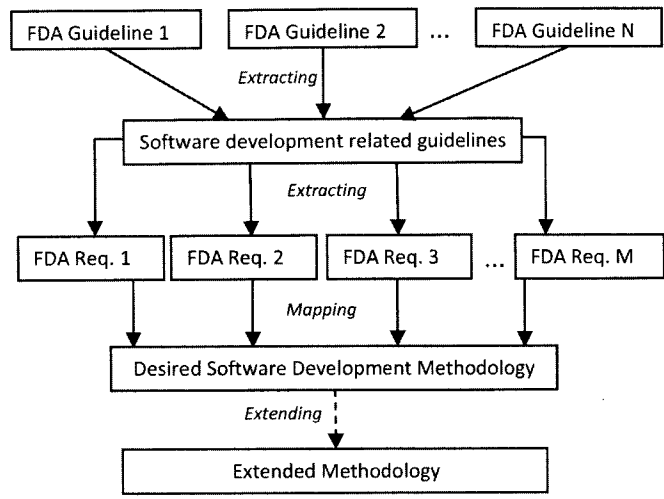 FDA Guideline 1
FDA Guideline 2
...
FDA Guideline N
Extracting
Software development related guidelines
Extracting
FDA Req. 1
FDA Req. 2
FDA Req. 3
...
FDA Req. M
Mapping
Desired Software Development Methodology
Extending
Extended Methodology